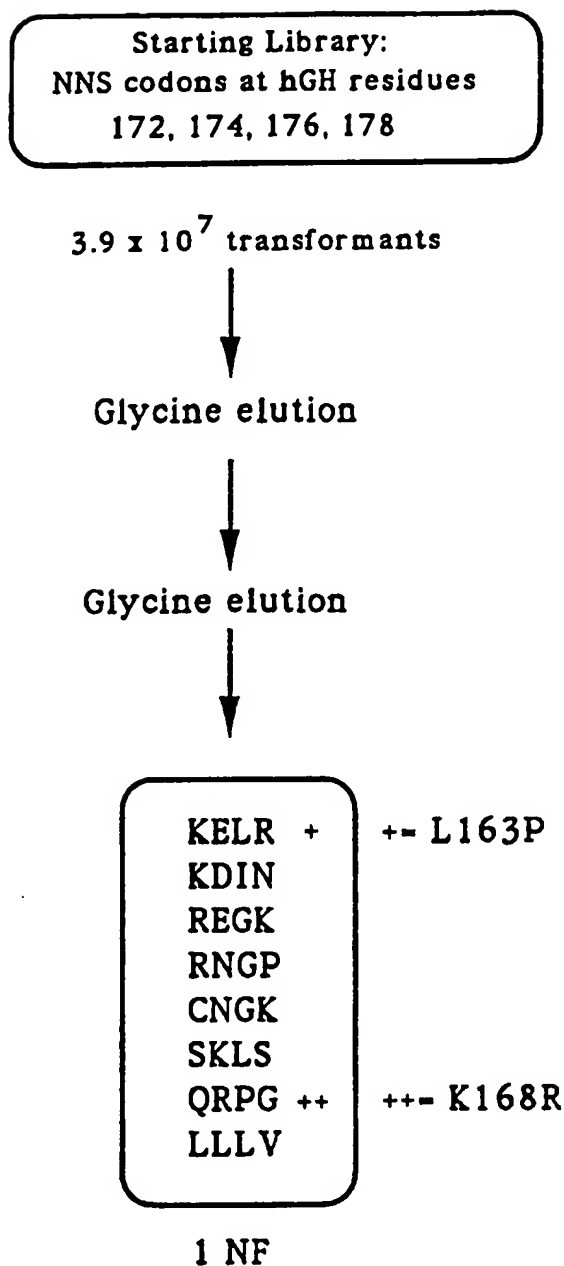 Starting Library:
NNS codons at hGH residues
172, 174, 176, 178
3.9 x 10^7 transformants
Glycine elution
Glycine elution
KELR + += L163P
KDIN
REGK
RNGP
CNGK
SKLS
QRPG ++ ++= K168R
LLLV
1 NF